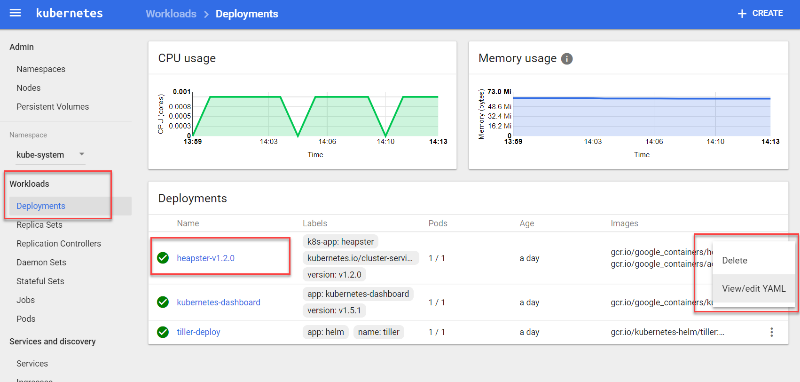 kubernetes
Workloads > Deployments
+ CREATE
Admin
Namespaces
Nodes
Persistent Volumes
Namespace
kube-system
Workloads
Deployments
Replica Sets
Replication Controllers
Daemon Sets
Stateful Sets
Jobs
Pods
Services and discovery
Services
CPU usage
CPU (cores)
0.001
0.0008
0.0005
0.0003
0
13:59 14:03 14:06 14:10 14:13
Time
Memory usage
Memory (bytes)
73.0 Mi
48.6 Mi
32.4 Mi
16.2 Mi
0
13:59 14:03 14:06 14:10 14:13
Time
Deployments
Name Labels Pods Age Images
heapster-v1.2.0
k8s-app: heapster
kubernetes.io/cluster-servi...
version: v1.2.0
1 / 1
a day
gcr.io/google_containers/he
gcr.io/google_containers/ad
Delete
View/edit YAML
kubernetes-dashboard
app: kubernetes-dashboard
version: v1.5.1
1 / 1
a day
gcr.io/google_containers/ku
tiller-deploy
app: helm name: tiller
1 / 1
a day
gcr.io/kubernetes-helm/tiller:...